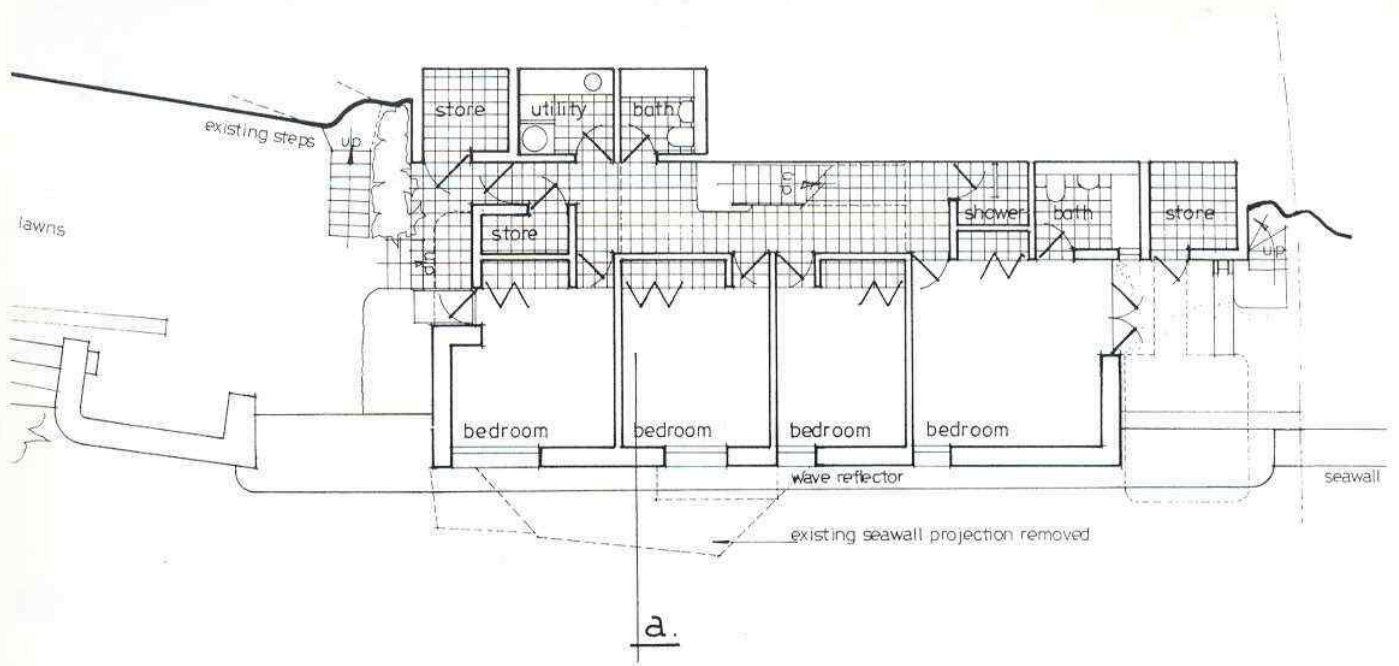 store
utility
bath
existing steps
up
lawns
dn
store
shower
bath
store
up
bedroom
bedroom
bedroom
bedroom
wave reflector
seawall
existing seawall projection removed
a.